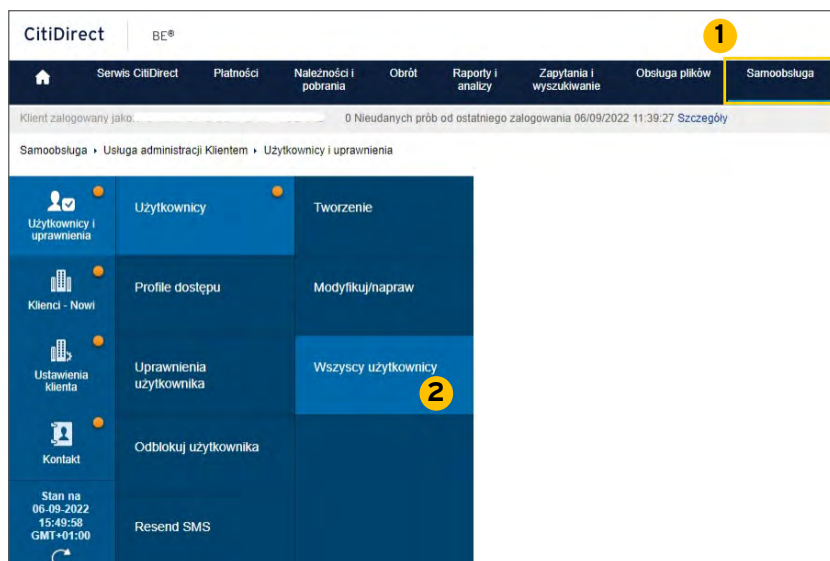 CitiDirect BE®
1
Serwis CitiDirect Płatności Należności i pobrania Obrót Raporty i analizy Zapytania i wyszukiwanie Obsługa plików Samoobsługa
Klient zalogowany jako: 0 Nieudanych prób od ostatniego zalogowania 06/09/2022 11:39:27 Szczegóły
Samoobsługa ▸ Usługa administracji Klientem ▸ Użytkownicy i uprawnienia
Użytkownicy i uprawnienia
Użytkownicy
Tworzenie
Klienci - Nowi
Profile dostępu
Modyfikuj/napraw
Ustawienia klienta
Uprawnienia użytkownika
Wszyscy użytkownicy
2
Kontakt
Odblokuj użytkownika
Stan na
06-09-2022
15:49:58
GMT+01:00
Resend SMS